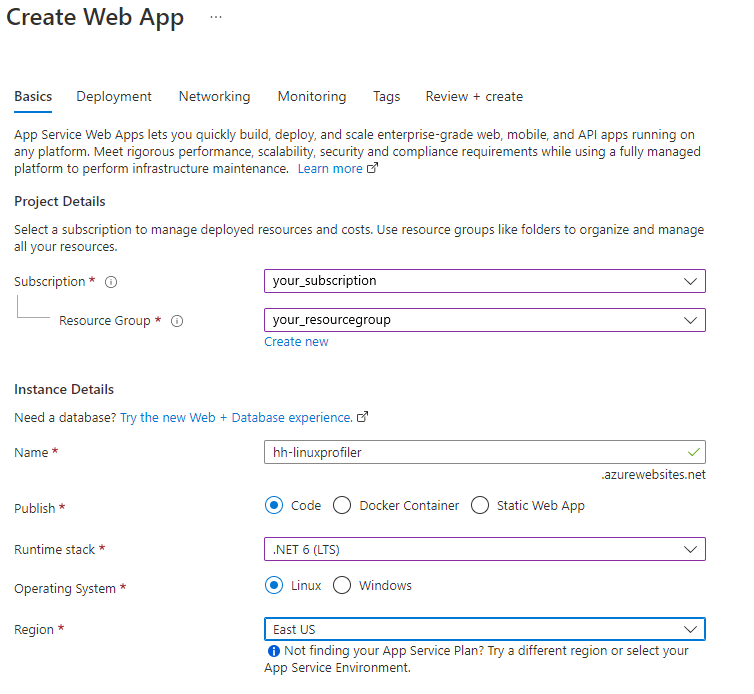 Create Web App ...
Basics Deployment Networking Monitoring Tags Review + create
App Service Web Apps lets you quickly build, deploy, and scale enterprise-grade web, mobile, and API apps running on
any platform. Meet rigorous performance, scalability, security and compliance requirements while using a fully managed
platform to perform infrastructure maintenance. Learn more
Project Details
Select a subscription to manage deployed resources and costs. Use resource groups like folders to organize and manage
all your resources.
Subscription * your_subscription
Resource Group * your_resourcegroup
Create new
Instance Details
Need a database? Try the new Web + Database experience.
Name * hh-linuxprofiler
.azurewebsites.net
Publish * Code Docker Container Static Web App
Runtime stack * .NET 6 (LTS)
Operating System * Linux Windows
Region * East US
Not finding your App Service Plan? Try a different region or select your
App Service Environment.